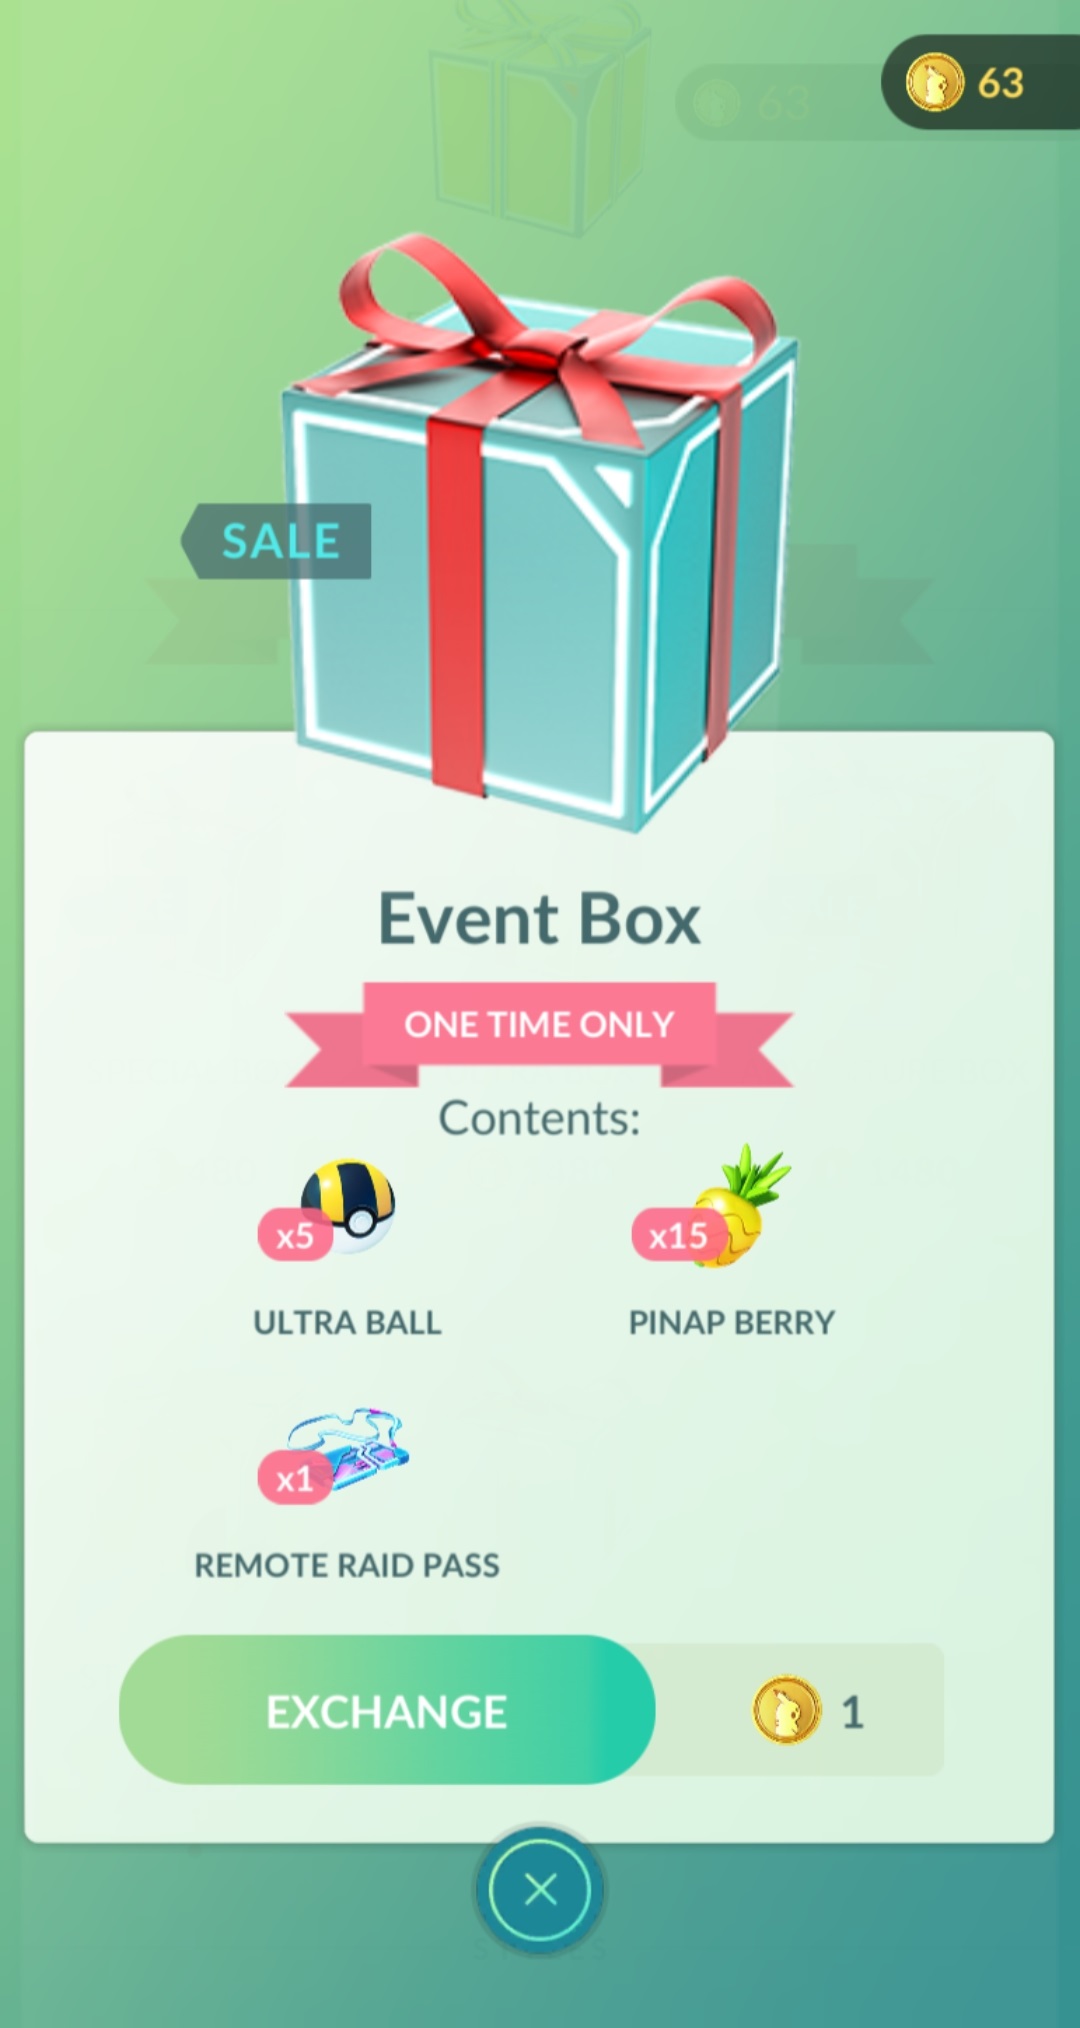 63
63
SALE
Event Box
ONE TIME ONLY
Contents:
x5
x15
ULTRA BALL
PINAP BERRY
x1
REMOTE RAID PASS
EXCHANGE
1